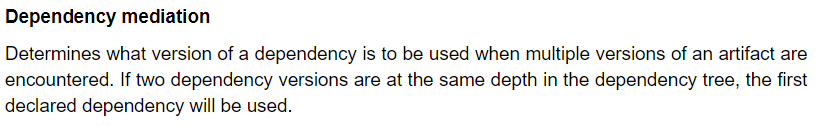 Dependency mediation
Determines what version of a dependency is to be used when multiple versions of an artifact are
encountered. If two dependency versions are at the same depth in the dependency tree, the first
declared dependency will be used.